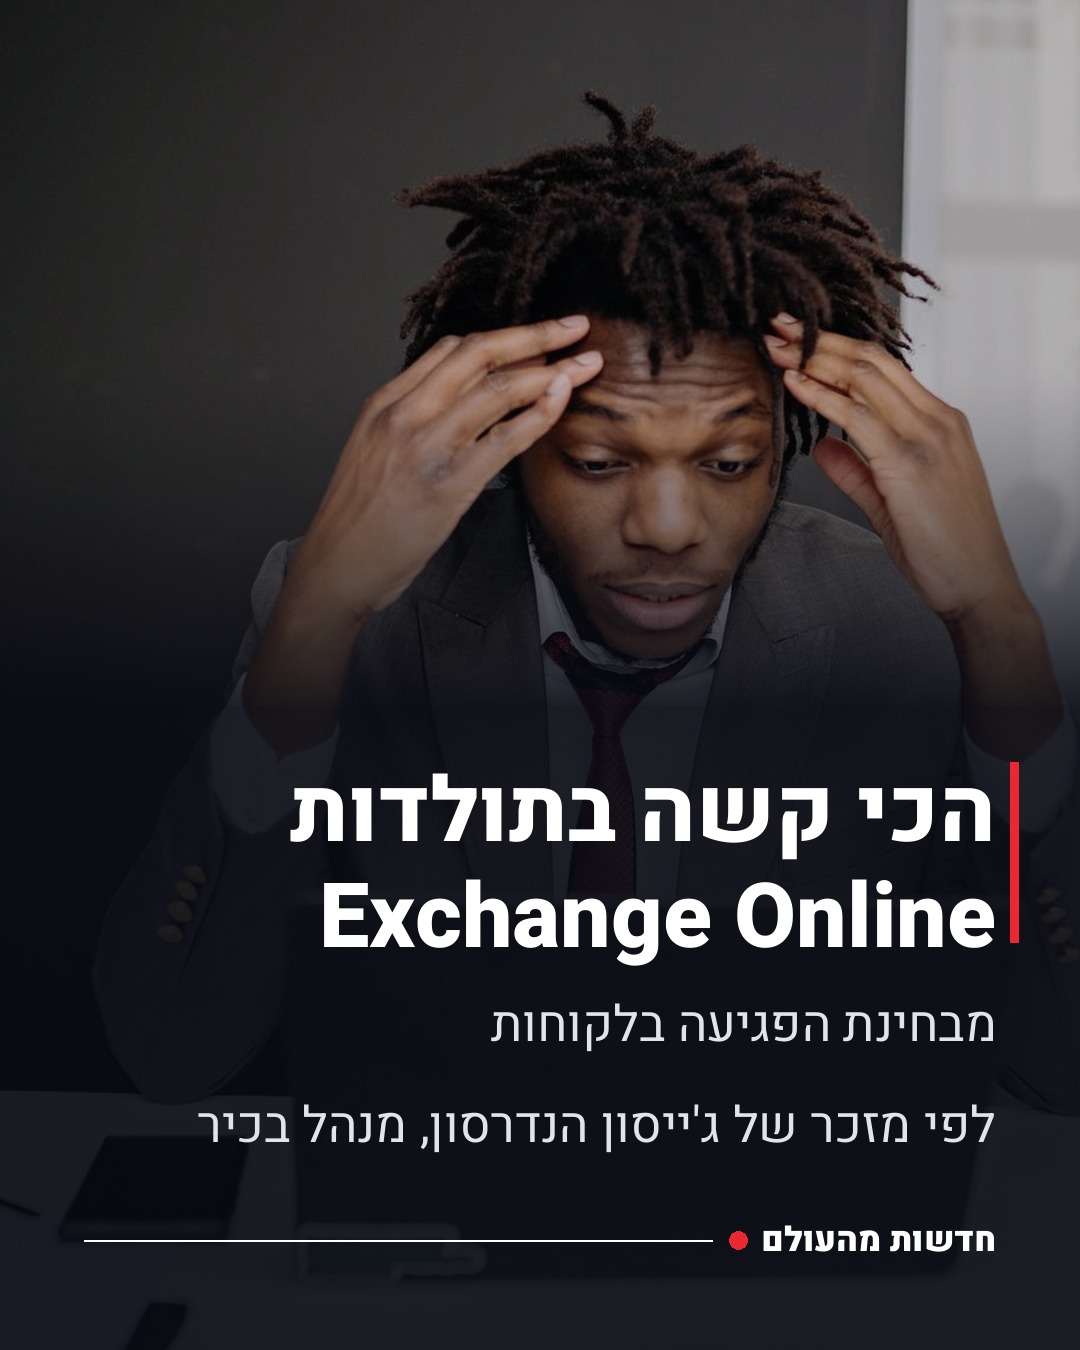 הכי קשה בתולדות
Exchange Online
מבחינת הפגיעה בלקוחות
לפי מזכר של ג'ייסון הנדרסון, מנהל בכיר
חדשות מהעולם